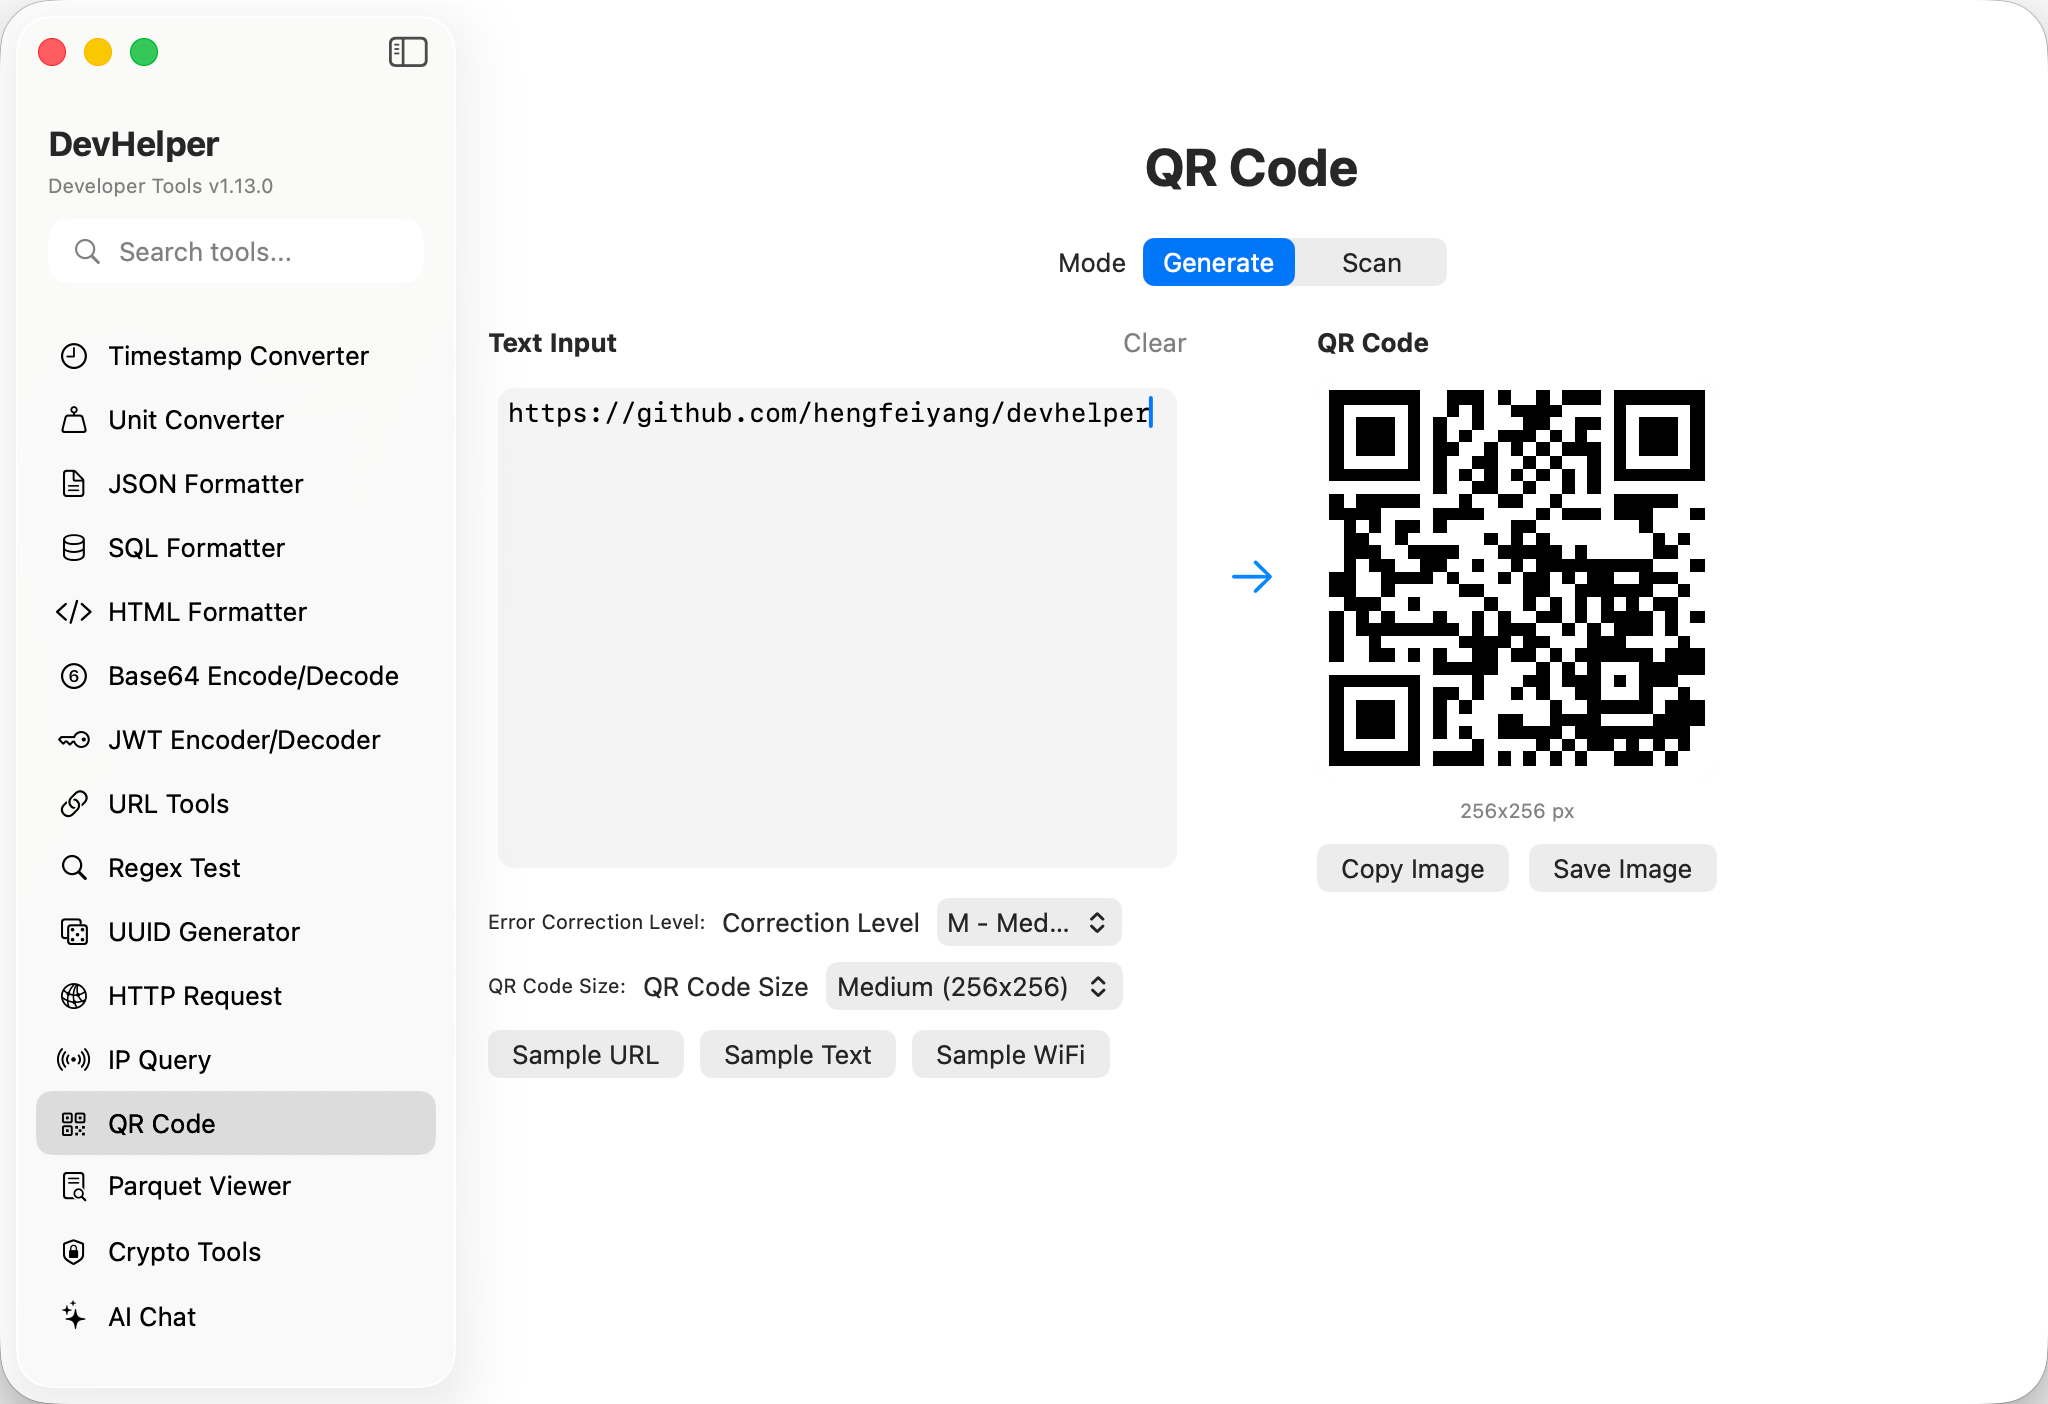 DevHelper
Developer Tools v1.13.0
Search tools...
Timestamp Converter
Unit Converter
JSON Formatter
SQL Formatter
HTML Formatter
Base64 Encode/Decode
JWT Encoder/Decoder
URL Tools
Regex Test
UUID Generator
HTTP Request
IP Query
QR Code
Parquet Viewer
Crypto Tools
AI Chat
QR Code
Mode Generate Scan
Text Input Clear
https://github.com/hengfeiyang/devhelper
Error Correction Level: Correction Level M - Med...
QR Code Size: QR Code Size Medium (256x256)
Sample URL Sample Text Sample WiFi
QR Code
256x256 px
Copy Image Save Image